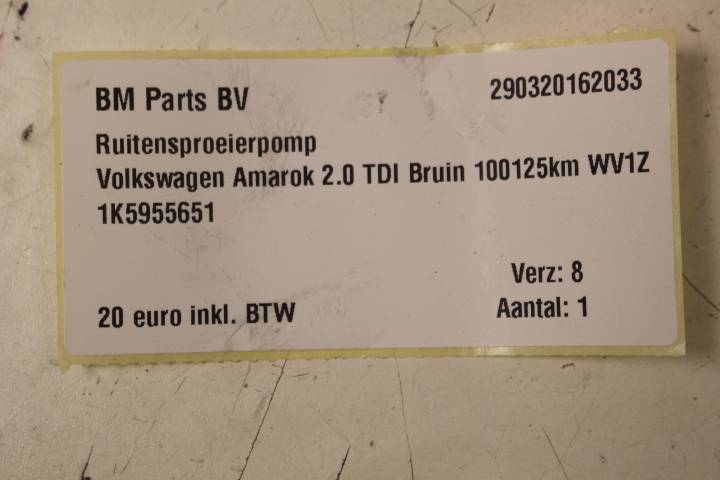 BM Parts BV 290320162033
Ruitensproeierpomp
Volkswagen Amarok 2.0 TDI Bruin 100125km WV1Z
1K5955651
Verz: 8
20 euro inkl. BTW Aantal: 1